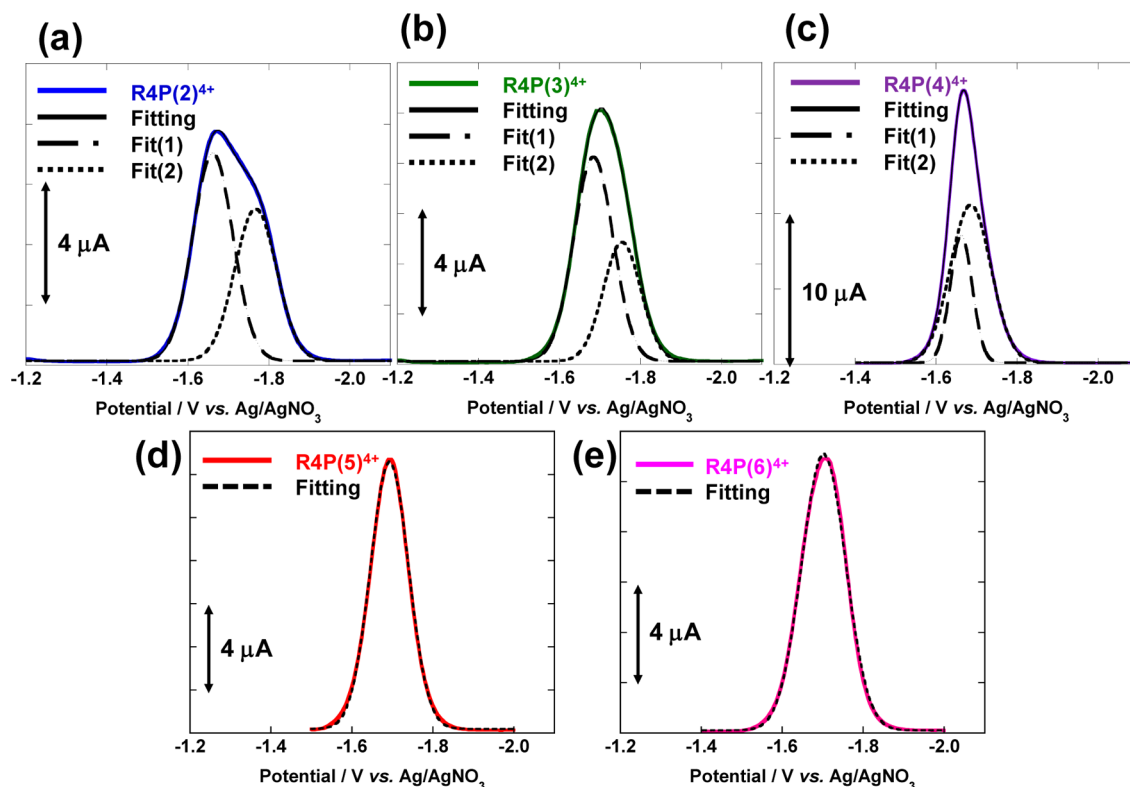 (a)
R4P(2)⁴⁺
Fitting
Fit(1)
Fit(2)
4 μA
-1.2 -1.4 -1.6 -1.8 -2.0
Potential / V vs. Ag/AgNO₃
(b)
R4P(3)⁴⁺
Fitting
Fit(1)
Fit(2)
4 μA
-1.2 -1.4 -1.6 -1.8 -2.0
Potential / V vs. Ag/AgNO₃
(c)
R4P(4)⁴⁺
Fitting
Fit(1)
Fit(2)
10 μA
-1.2 -1.4 -1.6 -1.8 -2.0
Potential / V vs. Ag/AgNO₃
(d)
R4P(5)⁴⁺
Fitting
4 μA
-1.2 -1.4 -1.6 -1.8 -2.0
Potential / V vs. Ag/AgNO₃
(e)
R4P(6)⁴⁺
Fitting
4 μA
-1.2 -1.4 -1.6 -1.8 -2.0
Potential / V vs. Ag/AgNO₃